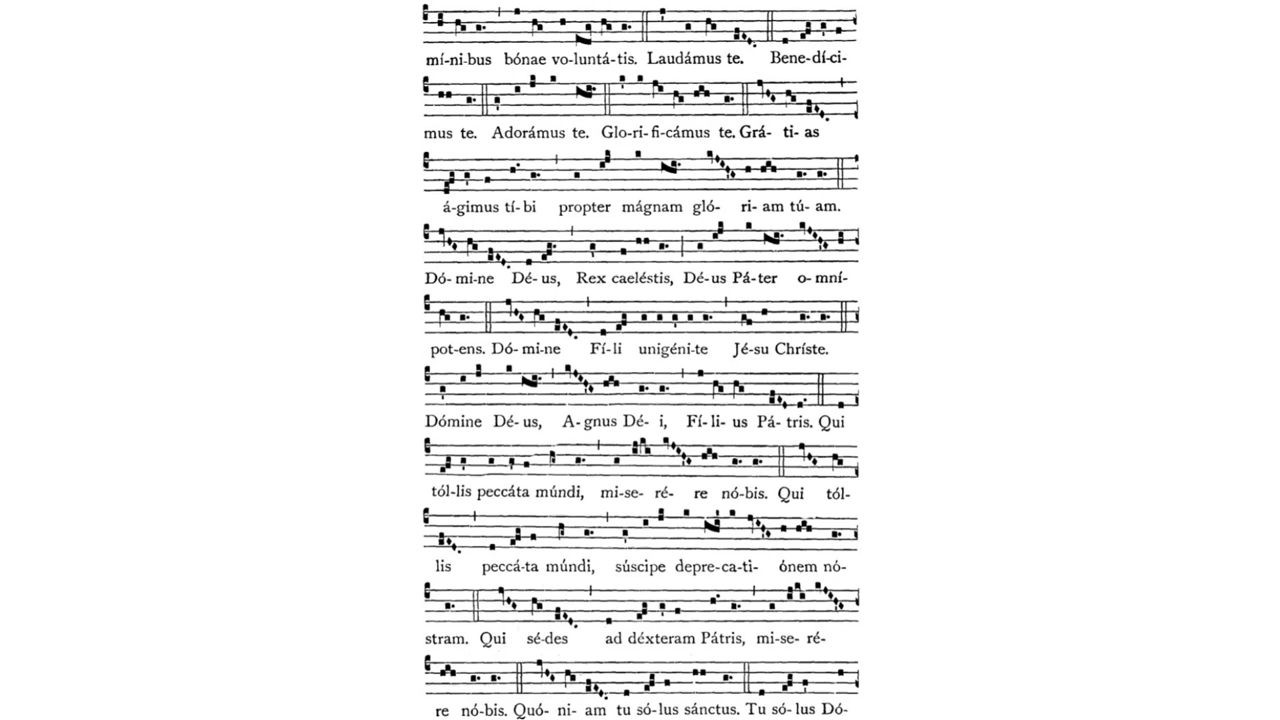 mí-ni-bus bónae vo-luntá-tis. Laudámus te. Bene-dí-ci-
mus te. Adorámus te. Glo-ri-fi-cámus te. Grá- ti- as
á-gimus tí-bi propter mágnam gló- ri- am tú- am.
Dó- mi-ne Dé- us, Rex caeléstis, Dé-us Pá-ter o- mní-
pot-ens. Dó- mi-ne Fí-li unigéni-te Jé-su Chríste.
Dómine Dé- us, A- gnus Dé- i, Fí- li- us Pá- tris. Qui
tól-lis peccáta múndi, mi-se- ré- re nó-bis. Qui tól-
lis peccá-ta múndi, súscipe depre-ca-ti- ónem nó-
stram. Qui sé-des ad déxteram Pátris, mi-se- ré-
re nó-bis. Quó- ni- am tu só-lus sánctus. Tu só- lus Dó-